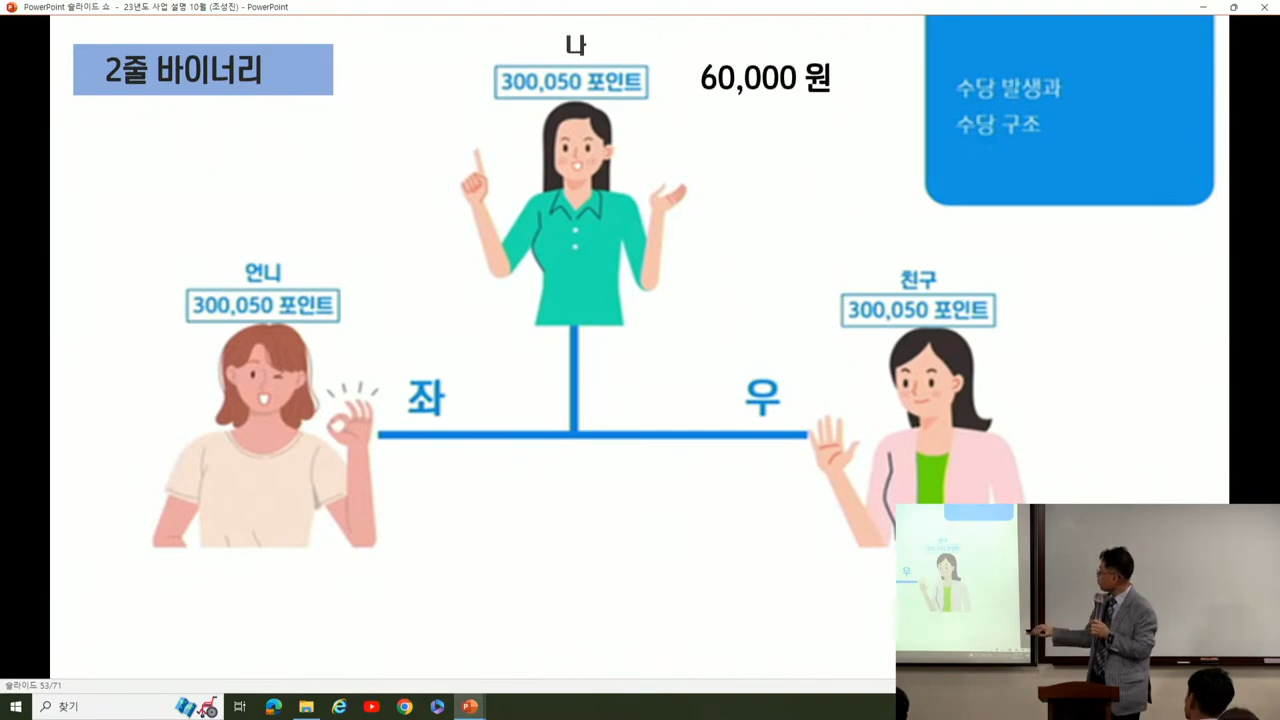 PowerPoint 슬라이드 쇼 - 23년도 사업 설명 10월 (조성진) - PowerPoint
2줄 바이너리
나
300,050 포인트
60,000 원
수당 발생과
수당 구조
언니
300,050 포인트
친구
300,050 포인트
좌
우
우
슬라이드 53/71
찾기